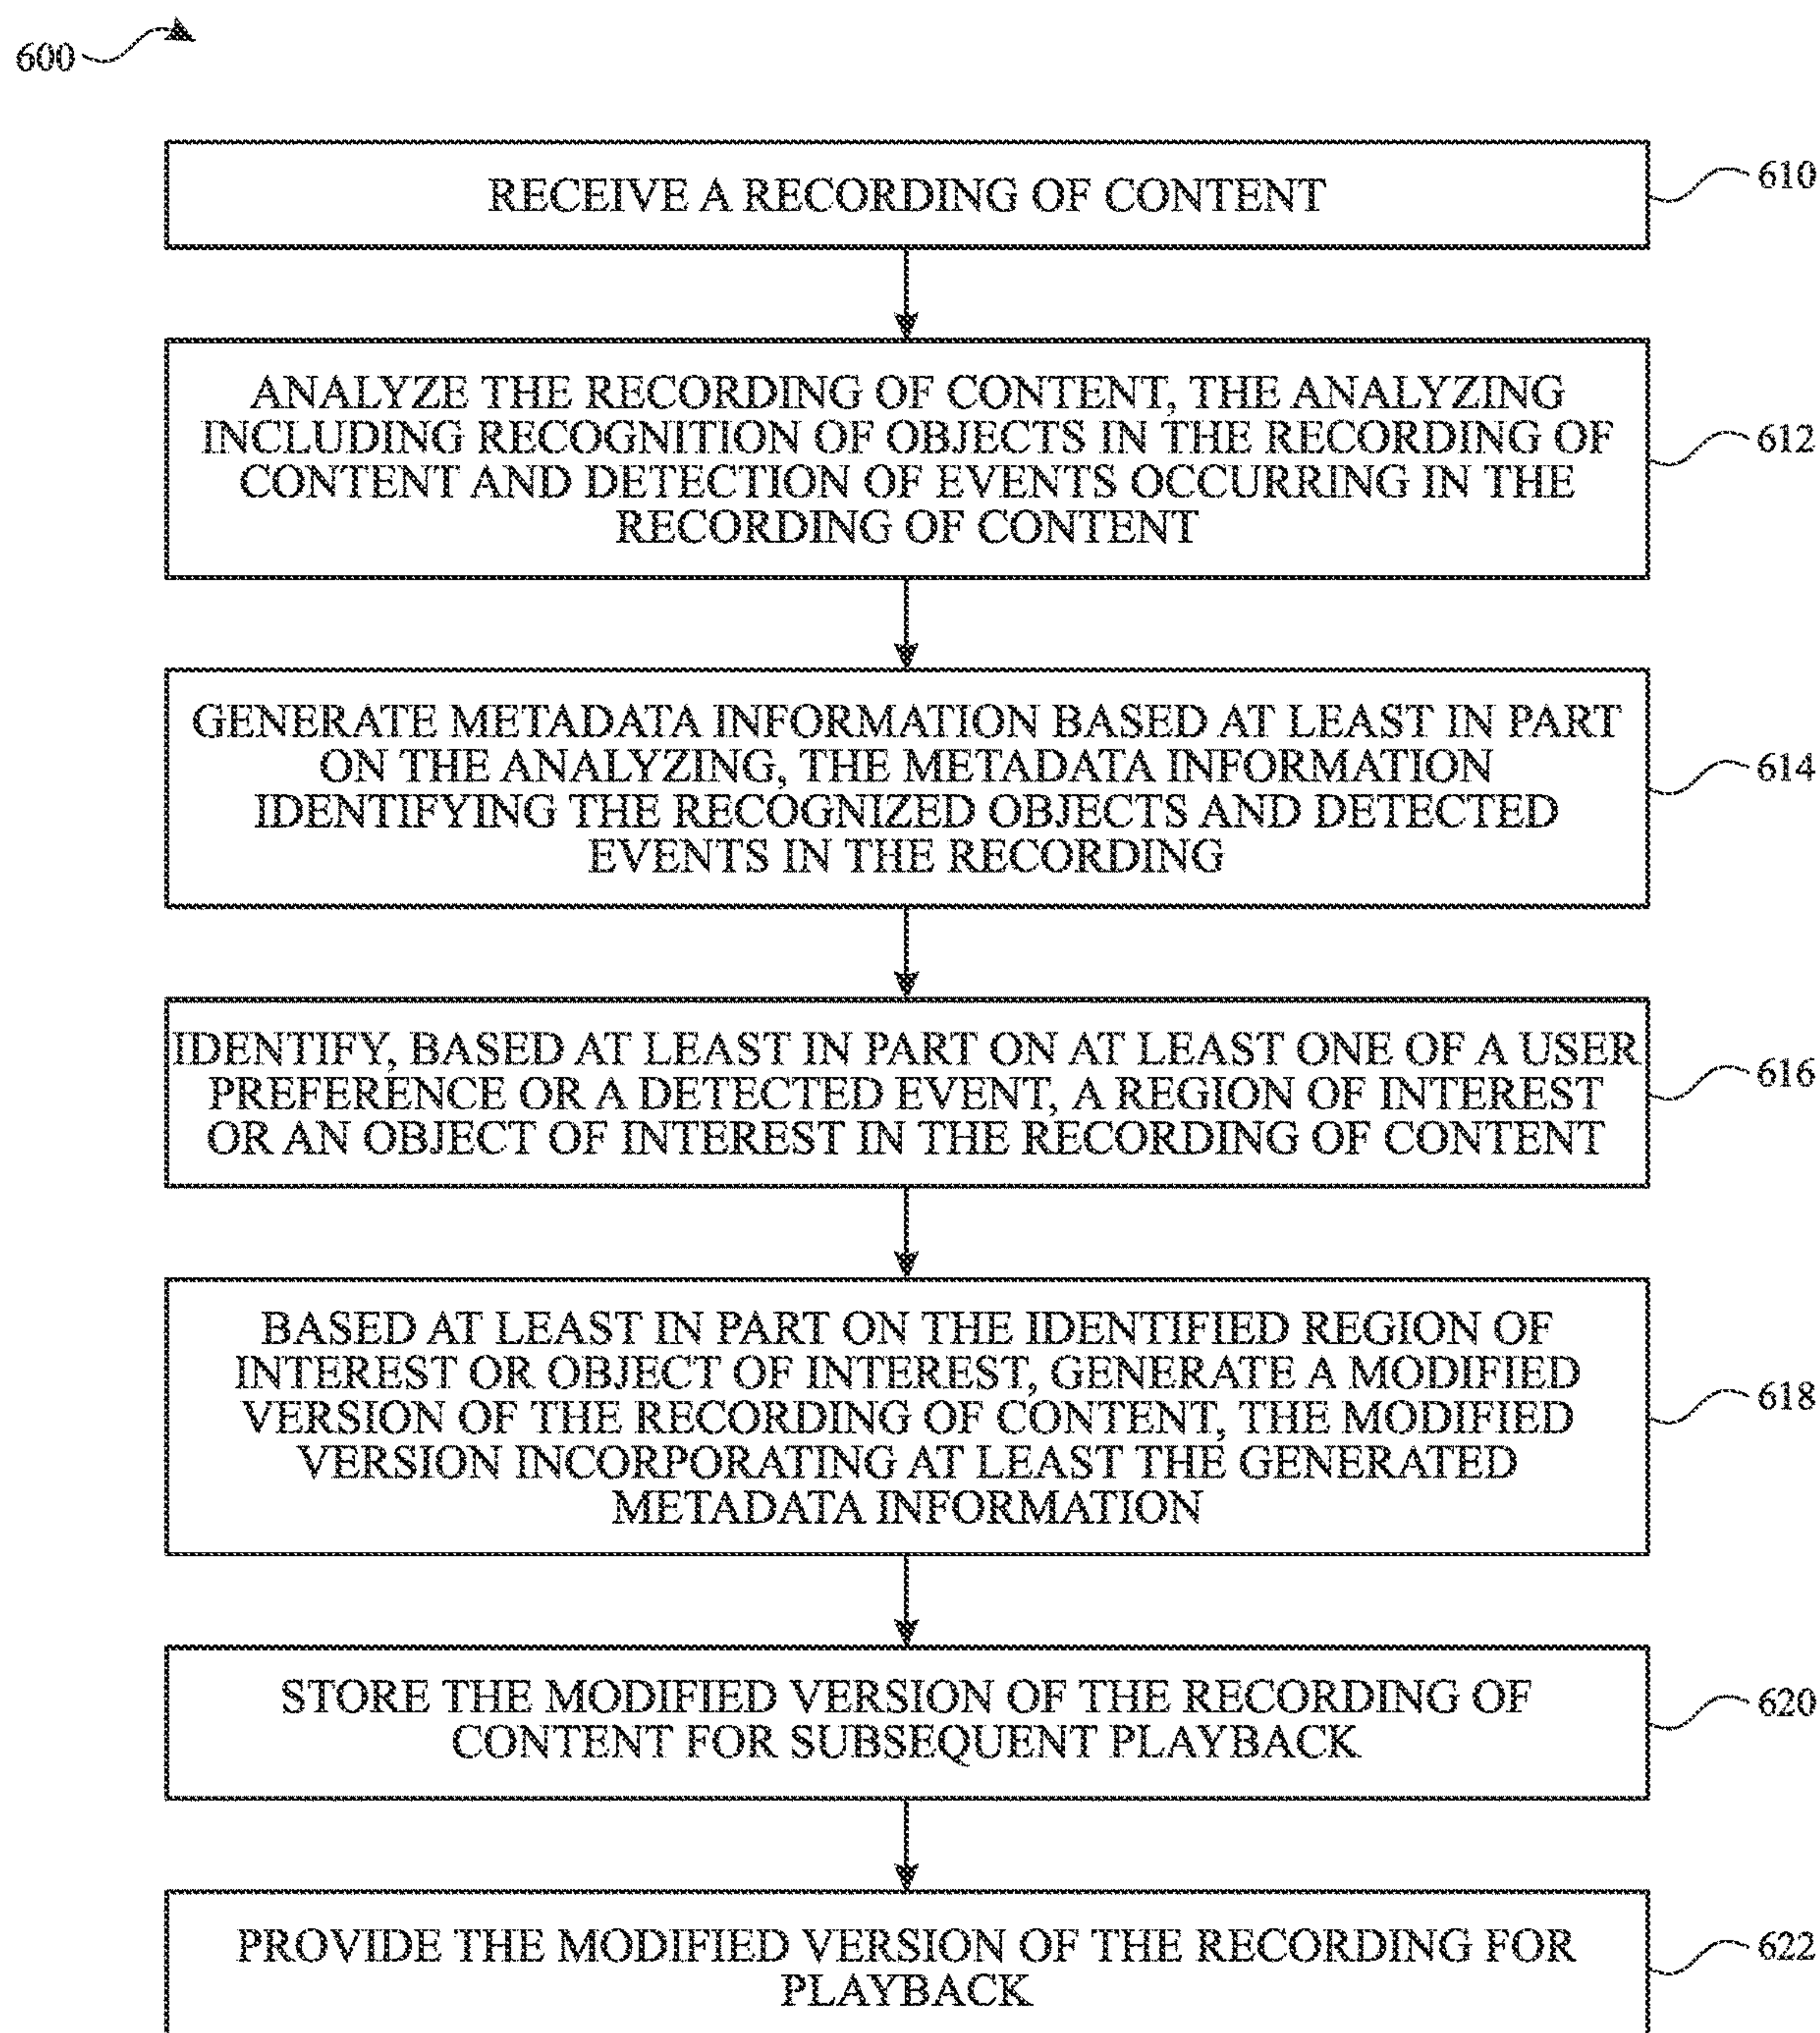 600
RECEIVE A RECORDING OF CONTENT
610
ANALYZE THE RECORDING OF CONTENT, THE ANALYZING
INCLUDING RECOGNITION OF OBJECTS IN THE RECORDING OF
CONTENT AND DETECTION OF EVENTS OCCURRING IN THE
RECORDING OF CONTENT
612
GENERATE METADATA INFORMATION BASED AT LEAST IN PART
ON THE ANALYZING, THE METADATA INFORMATION
IDENTIFYING THE RECOGNIZED OBJECTS AND DETECTED
EVENTS IN THE RECORDING
614
IDENTIFY, BASED AT LEAST IN PART ON AT LEAST ONE OF A USER
PREFERENCE OR A DETECTED EVENT, A REGION OF INTEREST
OR AN OBJECT OF INTEREST IN THE RECORDING OF CONTENT
616
BASED AT LEAST IN PART ON THE IDENTIFIED REGION OF
INTEREST OR OBJECT OF INTEREST, GENERATE A MODIFIED
VERSION OF THE RECORDING OF CONTENT, THE MODIFIED
VERSION INCORPORATING AT LEAST THE GENERATED
METADATA INFORMATION
618
STORE THE MODIFIED VERSION OF THE RECORDING OF
CONTENT FOR SUBSEQUENT PLAYBACK
620
PROVIDE THE MODIFIED VERSION OF THE RECORDING FOR
PLAYBACK
622